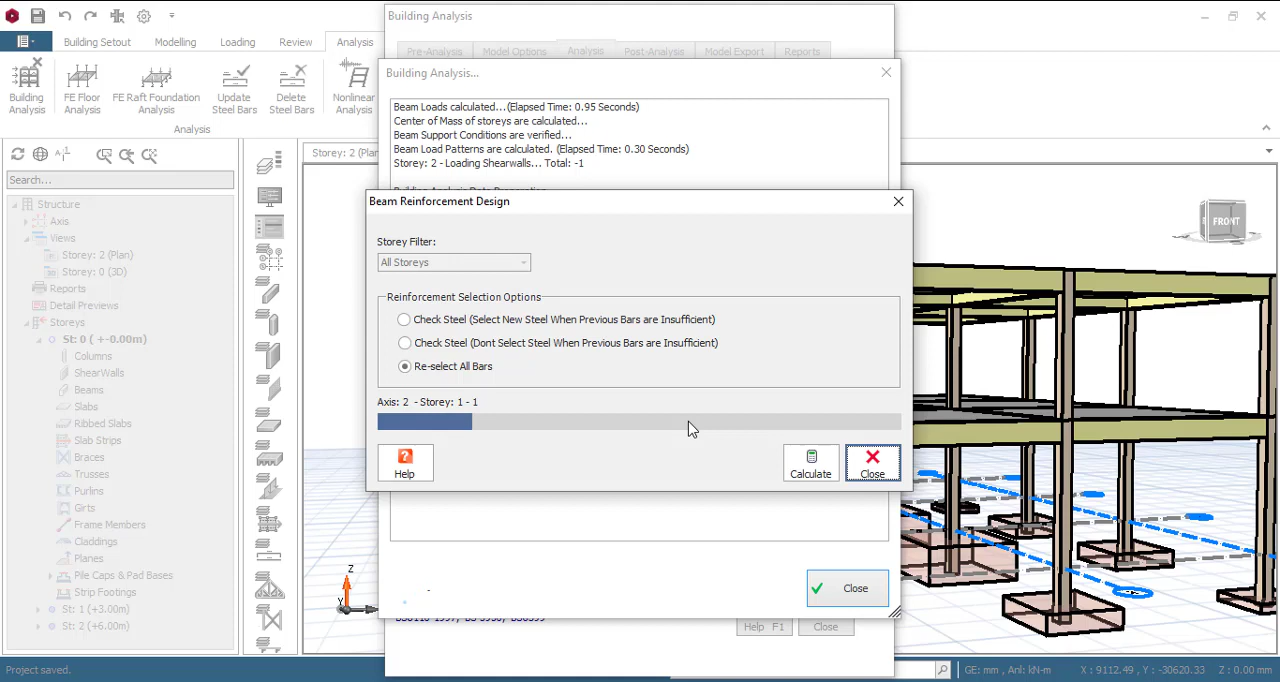 Building Setout
Modelling
Loading
Review
Analysis
Building
Analysis
FE Floor
Analysis
FE Raft Foundation
Analysis
Update
Steel Bars
Delete
Steel Bars
Nonlinear
Analysis
Analysis
Search...
Structure
Axis
Views
Storey: 2 (Plan)
Storey: 0 (3D)
Reports
Detail Previews
Storeys
St: 0 ( +-0.00m)
Columns
ShearWalls
Beams
Slabs
Ribbed Slabs
Slab Strips
Braces
Trusses
Purlins
Girts
Frame Members
Claddings
Planes
Pile Caps & Pad Bases
Strip Footings
St: 1 (+3.00m)
St: 2 (+6.00m)
Storey: 2 (Plan
Building Analysis
Pre-Analysis
Model Options
Analysis
Post-Analysis
Model Export
Reports
Building Analysis...
Beam Loads calculated...(Elapsed Time: 0.95 Seconds)
Center of Mass of storeys are calculated...
Beam Support Conditions are verified...
Beam Load Patterns are calculated. (Elapsed Time: 0.30 Seconds)
Storey: 2 - Loading Shearwalls... Total: -1
Beam Reinforcement Design
Storey Filter:
All Storeys
Reinforcement Selection Options
Check Steel (Select New Steel When Previous Bars are Insufficient)
Check Steel (Dont Select Steel When Previous Bars are Insufficient)
Re-select All Bars
Axis: 2 - Storey: 1 - 1
Help
Calculate
Close
Close
Help F1
Close
FRONT
Z
Project saved.
GE: mm , Anl: kN-m
X : 9112.49 , Y : -30620.33
Z : 0.00 mm